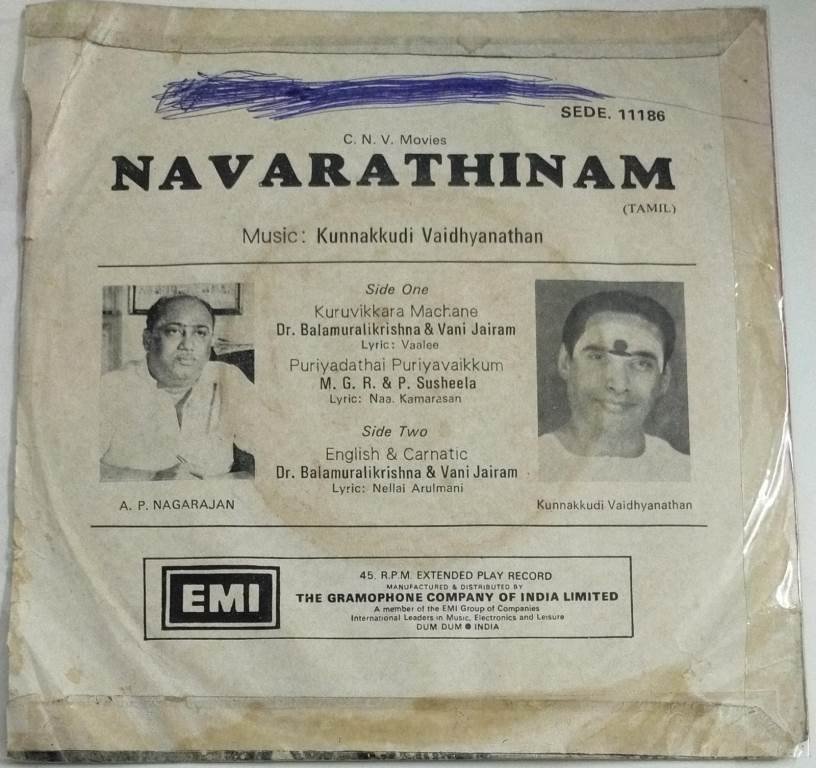 SEDE. 11186
C. N. V. Movies
NAVARATHINAM
(TAMIL)
Music: Kunnakkudi Vaidhyanathan
Side One
Kuruvikkara Machane
Dr. Balamuralikrishna & Vani Jairam
Lyric: Vaalee
Puriyadathai Puriyavaikkum
M. G. R. & P. Susheela
Lyric: Naa. Kamarasan
Side Two
English & Carnatic
Dr. Balamuralikrishna & Vani Jairam
Lyric: Nellai Arulmani
A. P. NAGARAJAN
Kunnakkudi Vaidhyanathan
EMI
45. R.P.M. EXTENDED PLAY RECORD
MANUFACTURED & DISTRIBUTED BY
THE GRAMOPHONE COMPANY OF INDIA LIMITED
A member of the EMI Group of Companies
International Leaders in Music, Electronics and Leisure
DUM DUM ● INDIA